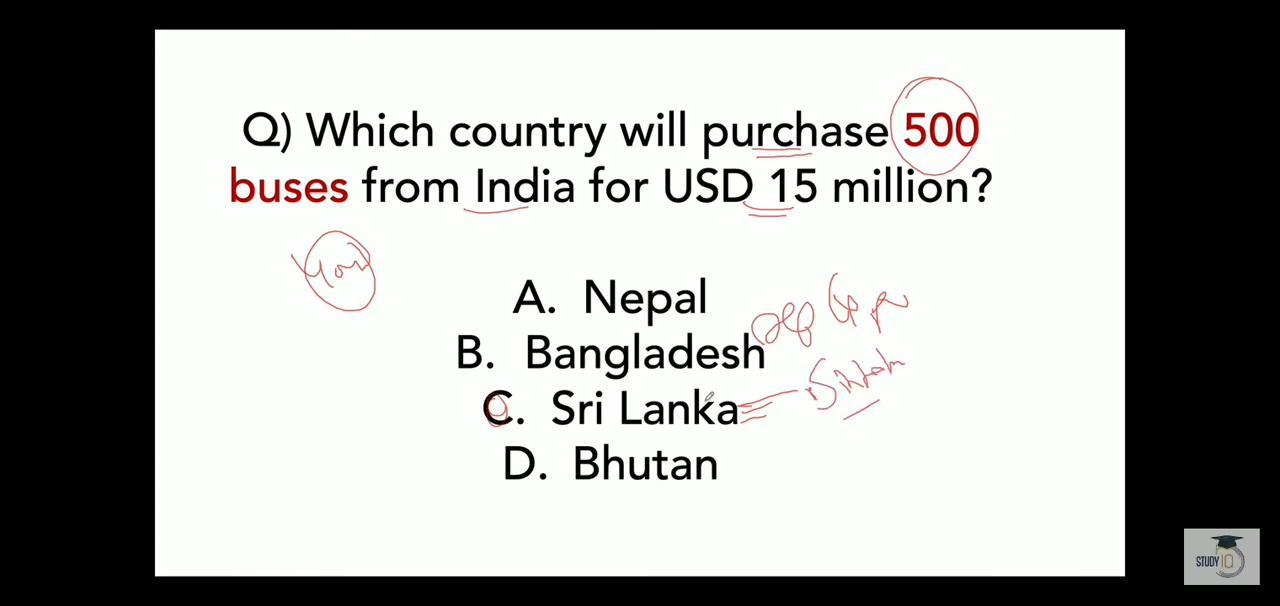 Q) Which country will purchase 500
buses from India for USD 15 million?
A. Nepal
B. Bangladesh
C. Sri Lanka
D. Bhutan
STUDY IQ